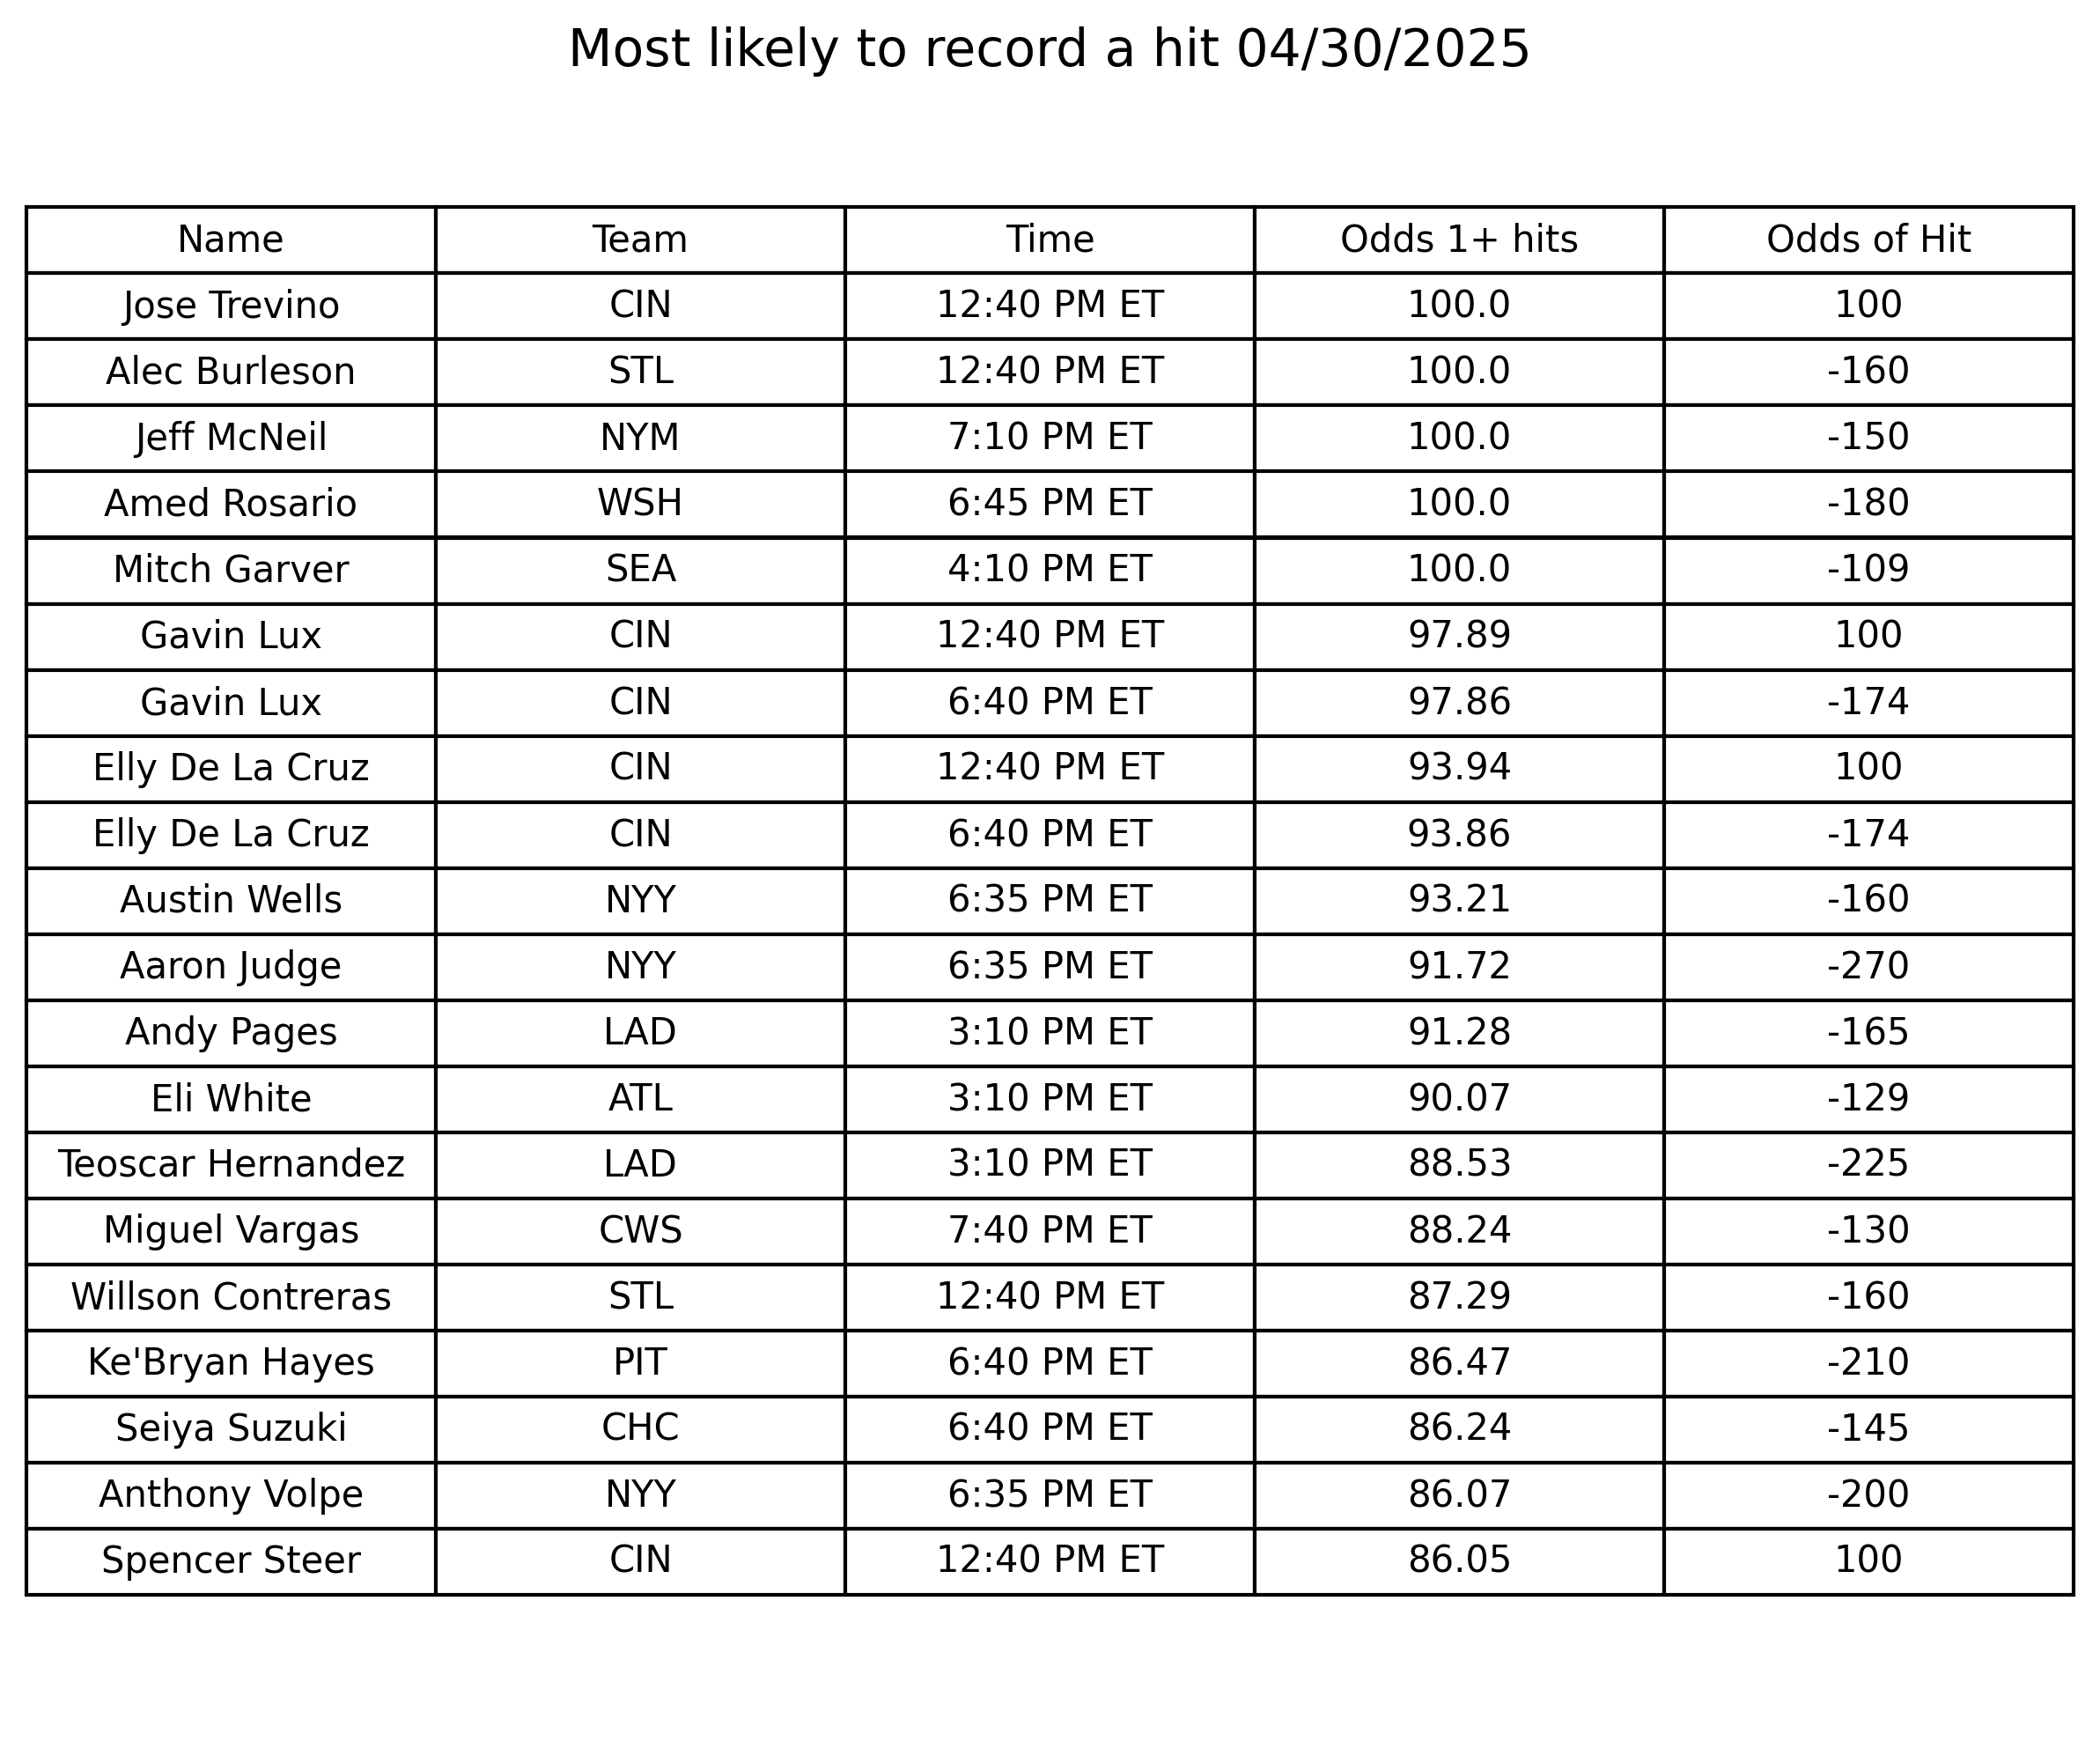 Most likely to record a hit 04/30/2025
Name Team Time Odds 1+ hits Odds of Hit
Jose Trevino CIN 12:40 PM ET 100.0 100
Alec Burleson STL 12:40 PM ET 100.0 -160
Jeff McNeil NYM 7:10 PM ET 100.0 -150
Amed Rosario WSH 6:45 PM ET 100.0 -180
Mitch Garver SEA 4:10 PM ET 100.0 -109
Gavin Lux CIN 12:40 PM ET 97.89 100
Gavin Lux CIN 6:40 PM ET 97.86 -174
Elly De La Cruz CIN 12:40 PM ET 93.94 100
Elly De La Cruz CIN 6:40 PM ET 93.86 -174
Austin Wells NYY 6:35 PM ET 93.21 -160
Aaron Judge NYY 6:35 PM ET 91.72 -270
Andy Pages LAD 3:10 PM ET 91.28 -165
Eli White ATL 3:10 PM ET 90.07 -129
Teoscar Hernandez LAD 3:10 PM ET 88.53 -225
Miguel Vargas CWS 7:40 PM ET 88.24 -130
Willson Contreras STL 12:40 PM ET 87.29 -160
Ke'Bryan Hayes PIT 6:40 PM ET 86.47 -210
Seiya Suzuki CHC 6:40 PM ET 86.24 -145
Anthony Volpe NYY 6:35 PM ET 86.07 -200
Spencer Steer CIN 12:40 PM ET 86.05 100